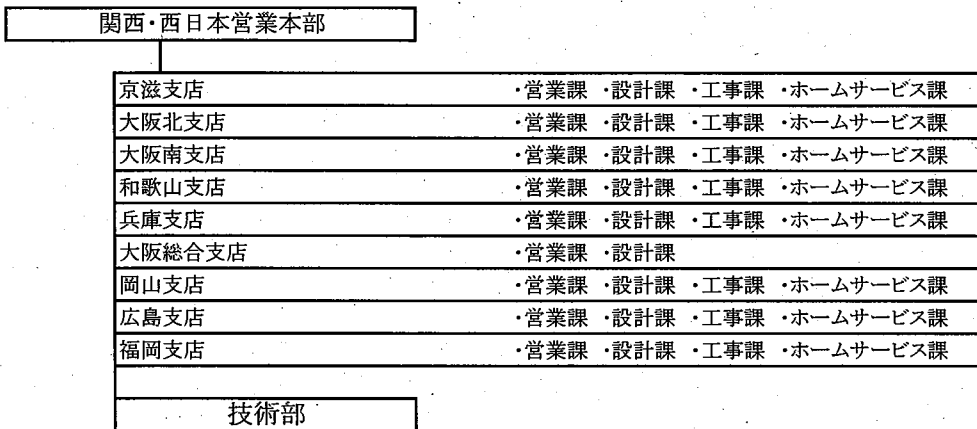 関西・西日本営業本部
京滋支店 ・営業課 ・設計課 ・工事課 ・ホームサービス課
大阪北支店 ・営業課 ・設計課 ・工事課 ・ホームサービス課
大阪南支店 ・営業課 ・設計課 ・工事課 ・ホームサービス課
和歌山支店 ・営業課 ・設計課 ・工事課 ・ホームサービス課
兵庫支店 ・営業課 ・設計課 ・工事課 ・ホームサービス課
大阪総合支店 ・営業課 ・設計課
岡山支店 ・営業課 ・設計課 ・工事課 ・ホームサービス課
広島支店 ・営業課 ・設計課 ・工事課 ・ホームサービス課
福岡支店 ・営業課 ・設計課 ・工事課 ・ホームサービス課
技術部